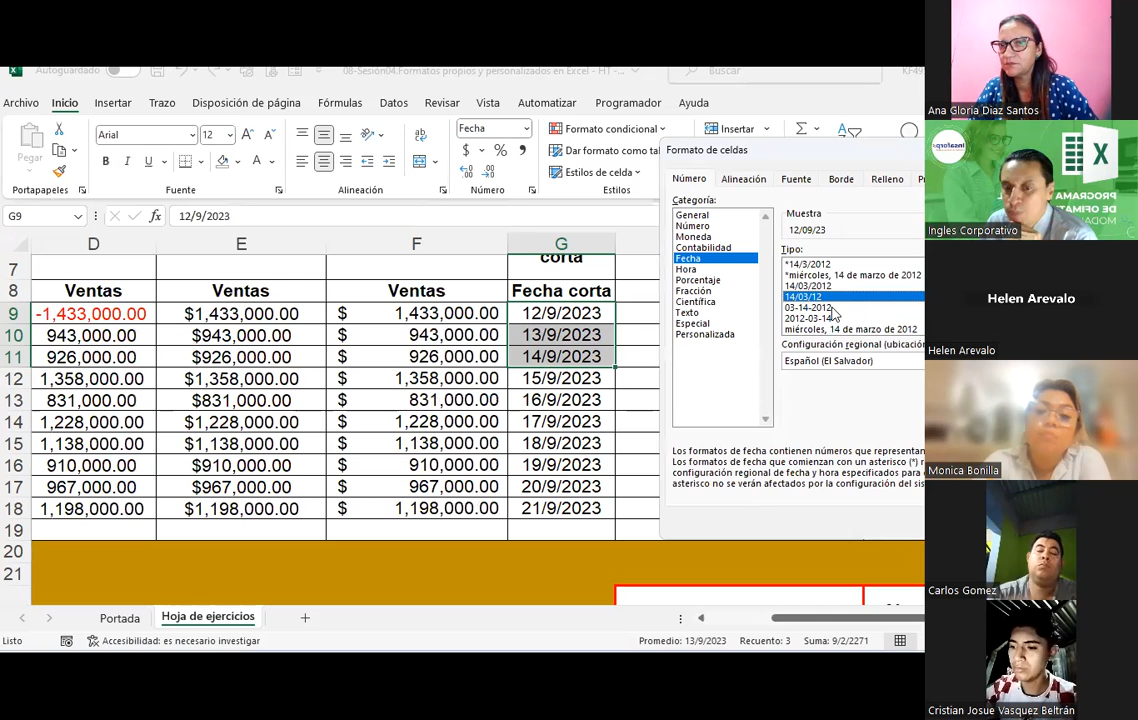 Autoguardado
08-Sesión04.Formatos propios y personalizados en Excel - HT -
Buscar
Archivo Inicio Insertar Trazo Disposición de página Fórmulas Datos Revisar Vista Automatizar Programador Ayuda
Pegar
Portapapeles
Arial 12
Fuente
Alineación
Fecha
Número
Formato condicional
Dar formato como ta
Estilos de celda
Estilos
Insertar
G9 fx 12/9/2023
D E F G
7 corta
8 Ventas Ventas Ventas Fecha corta
9 -1,433,000.00 $1,433,000.00 $ 1,433,000.00 12/9/2023
10 943,000.00 $943,000.00 $ 943,000.00 13/9/2023
11 926,000.00 $926,000.00 $ 926,000.00 14/9/2023
12 1,358,000.00 $1,358,000.00 $ 1,358,000.00 15/9/2023
13 831,000.00 $831,000.00 $ 831,000.00 16/9/2023
14 1,228,000.00 $1,228,000.00 $ 1,228,000.00 17/9/2023
15 1,138,000.00 $1,138,000.00 $ 1,138,000.00 18/9/2023
16 910,000.00 $910,000.00 $ 910,000.00 19/9/2023
17 967,000.00 $967,000.00 $ 967,000.00 20/9/2023
18 1,198,000.00 $1,198,000.00 $ 1,198,000.00 21/9/2023
19
20
21
Portada Hoja de ejercicios
Listo Accesibilidad: es necesario investigar Promedio: 13/9/2023 Recuento: 3 Suma: 9/2/2271
Formato de celdas
Número Alineación Fuente Borde Relleno
Categoría:
General
Número
Moneda
Contabilidad
Fecha
Hora
Porcentaje
Fracción
Científica
Texto
Especial
Personalizada
Muestra
12/09/23
Tipo:
*14/3/2012
*miércoles, 14 de marzo de 2012
14/03/2012
14/03/12
03-14-2012
2012-03-14
miércoles, 14 de marzo de 2012
Configuración regional (ubicació
Español (El Salvador)
Los formatos de fecha contienen números que representan
Los formatos de fecha que comienzan con un asterisco (*) r
configuración regional de fecha y hora especificados para
asterisco no se verán afectados por la configuración del sis
Ana Gloria Diaz Santos
Insaforp
PROGRAMA
DE OFIMAT
MODA
Ingles Corporativo
Helen Arevalo
Helen Arevalo
Monica Bonilla
Carlos Gomez
Cristian Josue Vasquez Beltrán